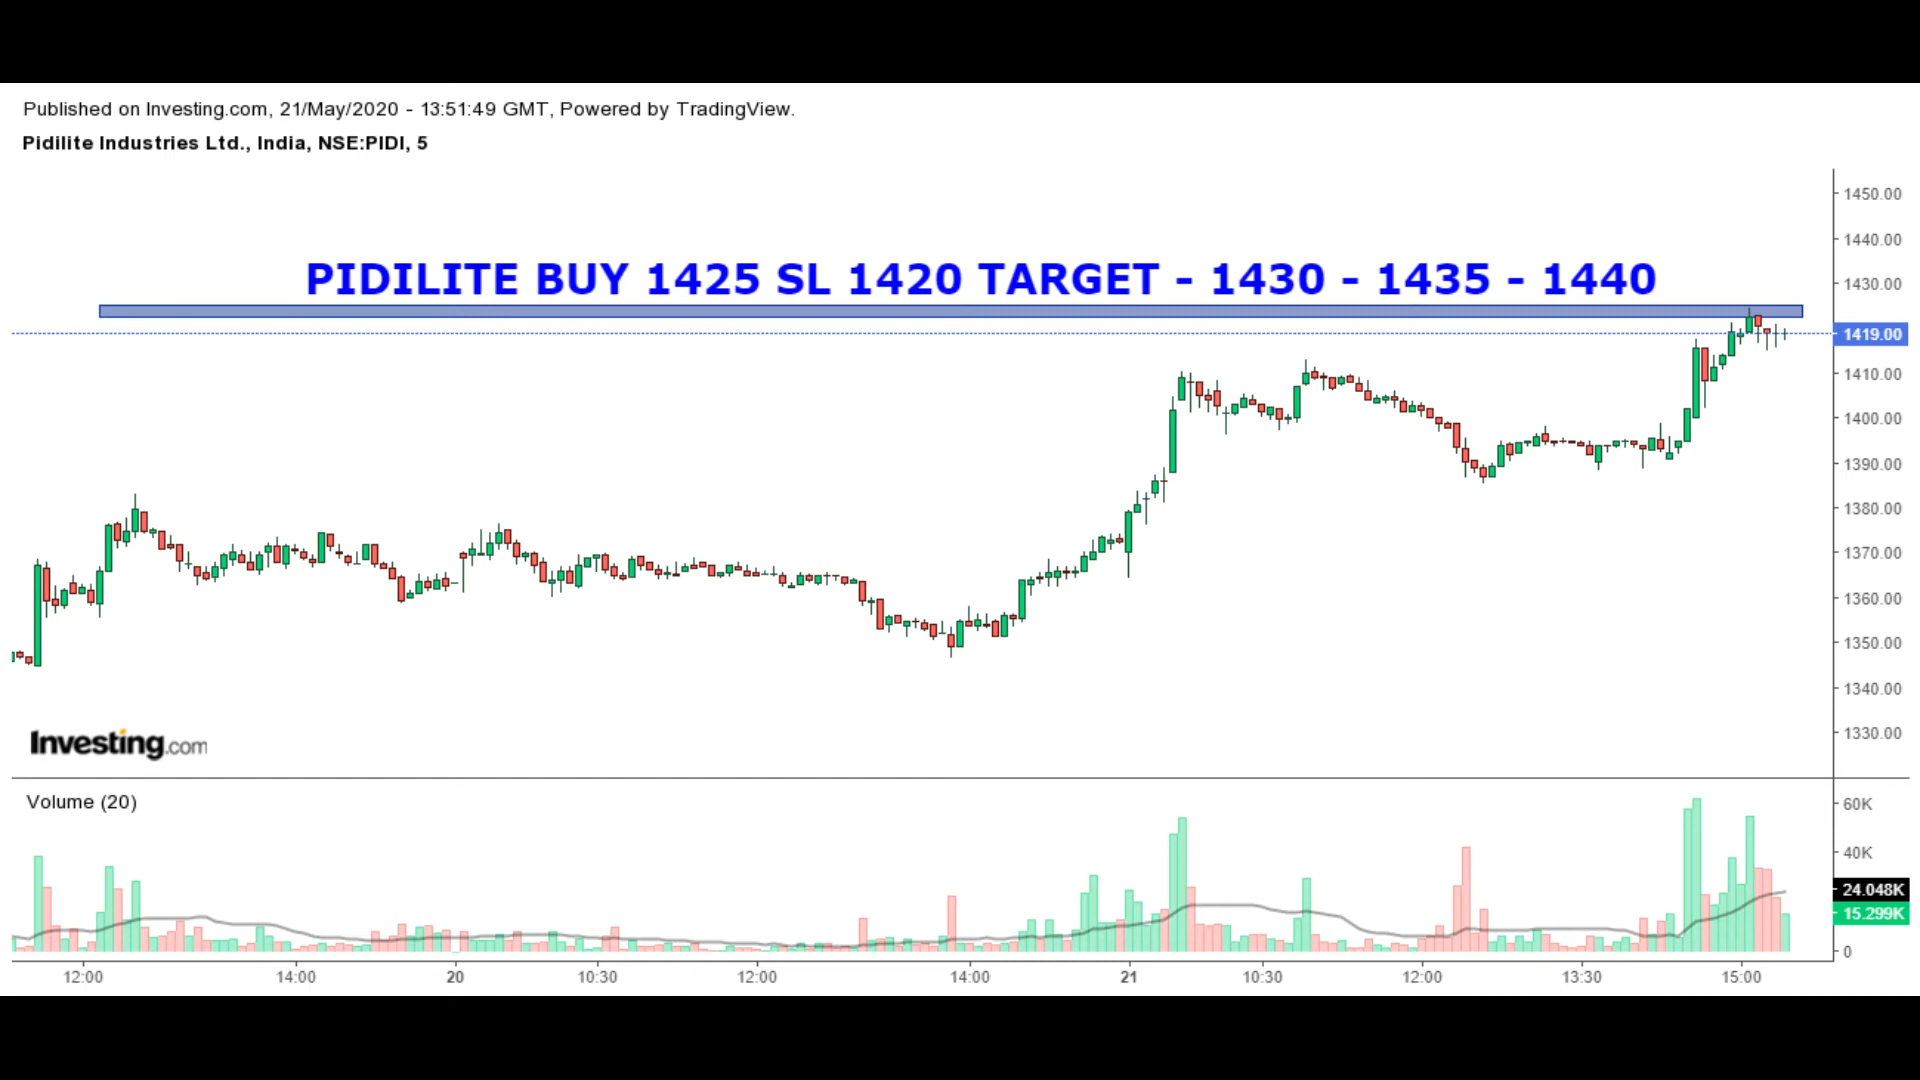 Published on Investing.com, 21/May/2020 - 13:51:49 GMT, Powered by TradingView.
Pidilite Industries Ltd., India, NSE:PIDI, 5
1450.00
1440.00
PIDILITE BUY 1425 SL 1420 TARGET - 1430 - 1435 - 1440
1430.00
1419.00
1410.00
1400.00
1390.00
1380.00
1370.00
1360.00
1350.00
1340.00
1330.00
Investing.com
Volume (20)
60K
40K
24.048K
15.299K
0
12:00 14:00 20 10:30 12:00 14:00 21 10:30 12:00 13:30 15:00